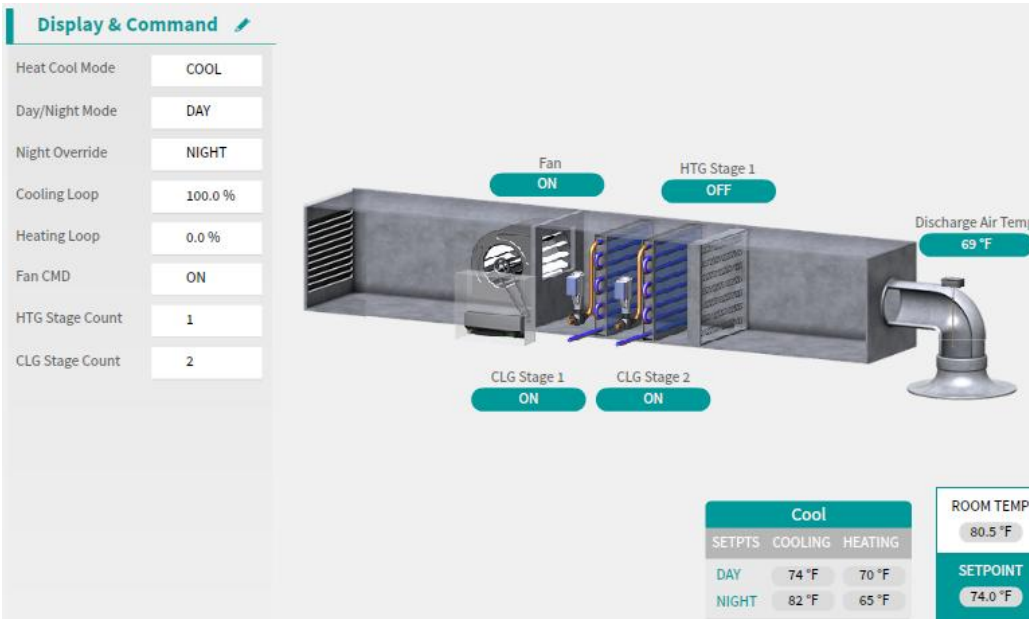 Display & Command
Heat Cool Mode COOL
Day/Night Mode DAY
Night Override NIGHT
Cooling Loop 100.0 %
Heating Loop 0.0 %
Fan CMD ON
HTG Stage Count 1
CLG Stage Count 2
Fan
ON
HTG Stage 1
OFF
Discharge Air Temp
69 °F
CLG Stage 1
ON
CLG Stage 2
ON
Cool
SETPTS COOLING HEATING
DAY 74 °F 70 °F
NIGHT 82 °F 65 °F
ROOM TEMP
80.5 °F
SETPOINT
74.0 °F